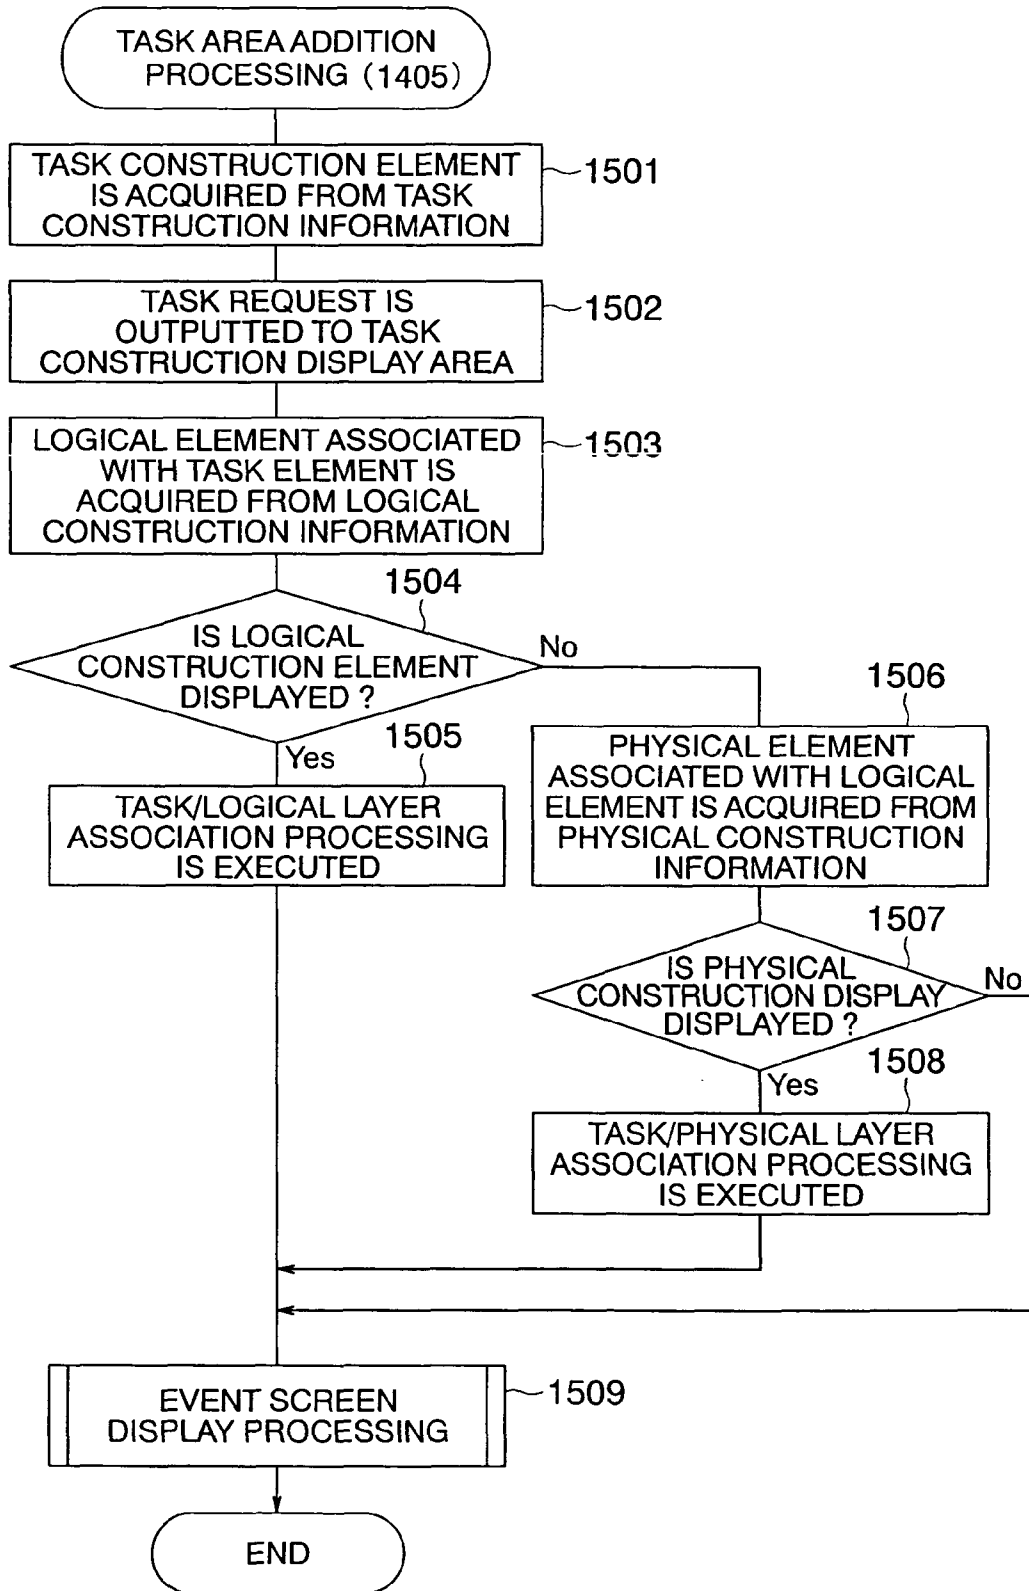 TASK AREA ADDITION
PROCESSING (1405)
TASK CONSTRUCTION ELEMENT
IS ACQUIRED FROM TASK
CONSTRUCTION INFORMATION
1501
TASK REQUEST IS
OUTPUTTED TO TASK
CONSTRUCTION DISPLAY AREA
1502
LOGICAL ELEMENT ASSOCIATED
WITH TASK ELEMENT IS
ACQUIRED FROM LOGICAL
CONSTRUCTION INFORMATION
1503
1504
IS LOGICAL
CONSTRUCTION ELEMENT
DISPLAYED ?
No
Yes
1505
TASK/LOGICAL LAYER
ASSOCIATION PROCESSING
IS EXECUTED
1506
PHYSICAL ELEMENT
ASSOCIATED WITH LOGICAL
ELEMENT IS ACQUIRED FROM
PHYSICAL CONSTRUCTION
INFORMATION
1507
IS PHYSICAL
CONSTRUCTION DISPLAY
DISPLAYED ?
No
Yes
1508
TASK/PHYSICAL LAYER
ASSOCIATION PROCESSING
IS EXECUTED
EVENT SCREEN
DISPLAY PROCESSING
1509
END